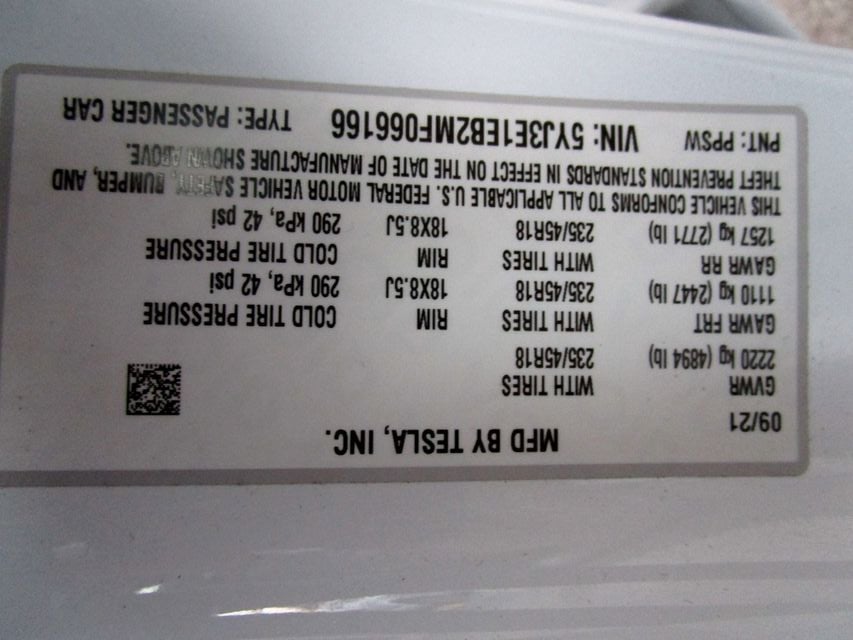 MFD BY TESLA, INC.
09/21
GVWR WITH TIRES
2220 kg (4894 lb) 235/45R18
GAWR FRT WITH TIRES RIM COLD TIRE PRESSURE
1110 kg (2447 lb) 235/45R18 18X8.5J 290 kPa, 42 psi
GAWR RR WITH TIRES RIM COLD TIRE PRESSURE
1257 kg (2771 lb) 235/45R18 18X8.5J 290 kPa, 42 psi
THIS VEHICLE CONFORMS TO ALL APPLICABLE U.S. FEDERAL MOTOR VEHICLE SAFETY, BUMPER, AND
THEFT PREVENTION STANDARDS IN EFFECT ON THE DATE OF MANUFACTURE SHOWN ABOVE.
PNT: PPSW VIN: 5YJ3E1EB2MF066166 TYPE: PASSENGER CAR